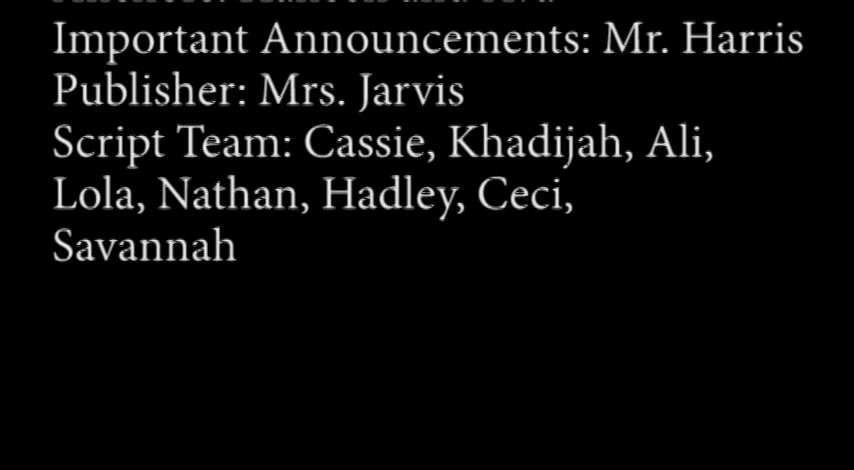 Important Announcements: Mr. Harris
Publisher: Mrs. Jarvis
Script Team: Cassie, Khadijah, Ali,
Lola, Nathan, Hadley, Ceci,
Savannah